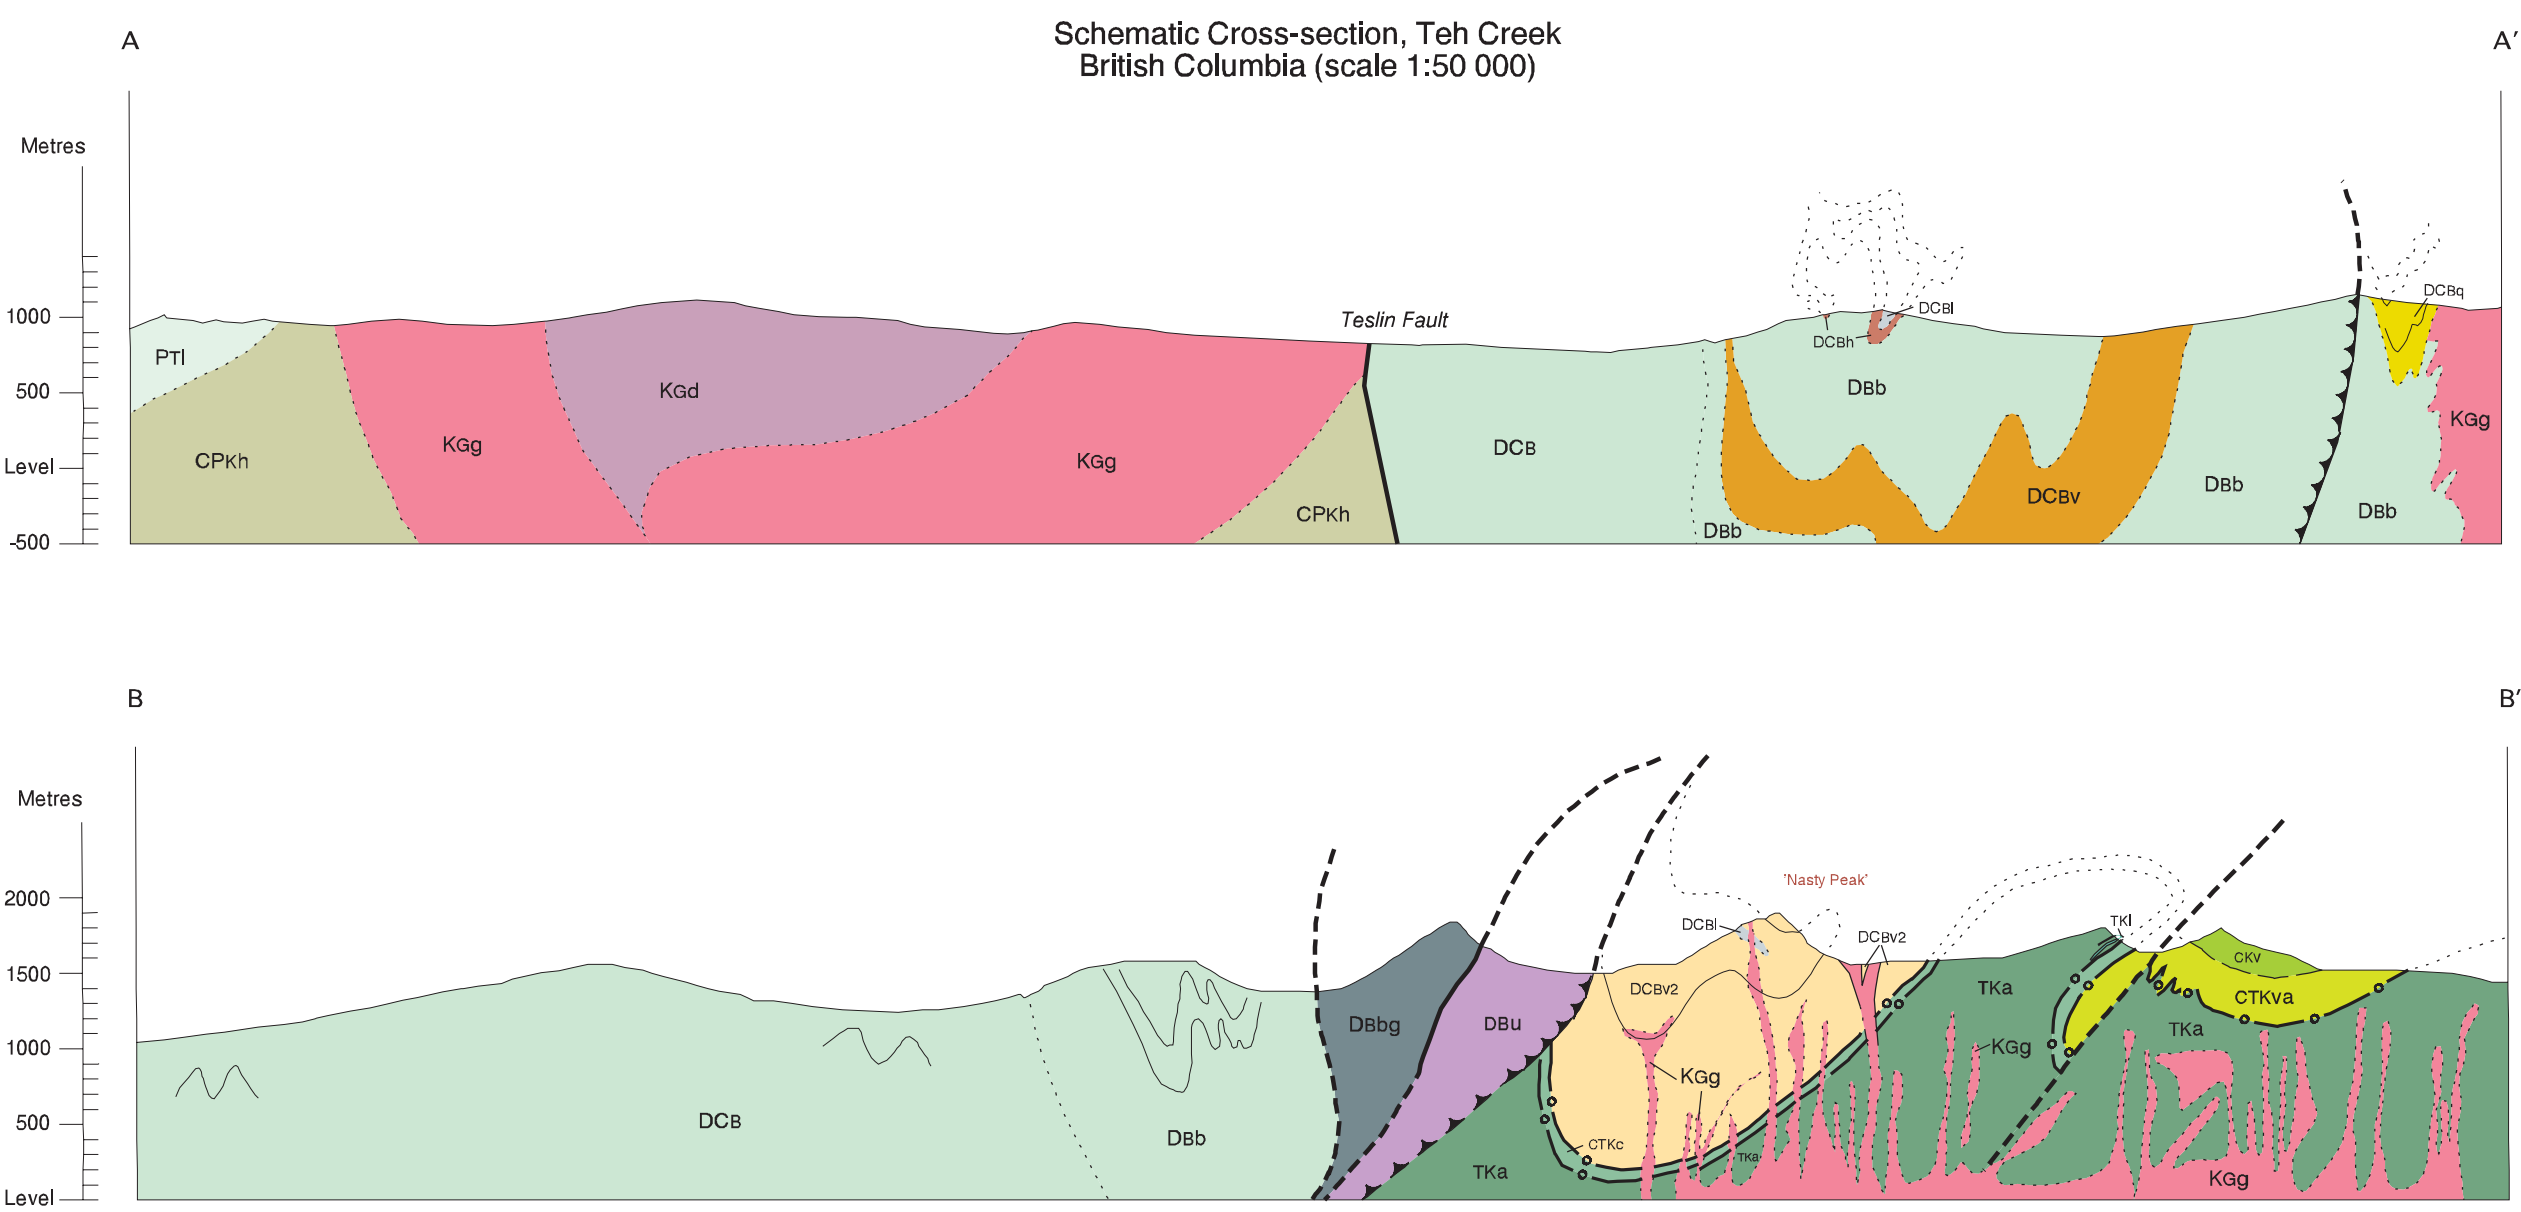 Schematic Cross-section, Teh Creek
British Columbia (scale 1:50 000)
A
A'
Metres
1000
500
Level
-500
Teslin Fault
PTl
CPKh
KGg
KGd
KGg
CPKh
DCB
DBb
DCBh
DCBl
DBb
DCBv
DBb
DBb
DCBq
KGg
B
B'
Metres
2000
1500
1000
500
Level
'Nasty Peak'
DCBl
DCBv2
DCBv2
TKl
CKv
CTKva
TKa
TKa
KGg
DBbg
DBu
KGg
DCB
DBb
CTKc
TKa
TKa
KGg